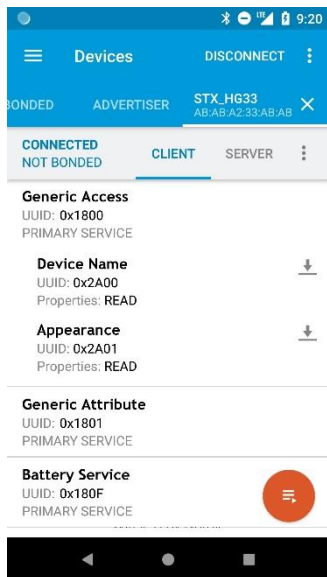 9:20
Devices
DISCONNECT
BONDED
ADVERTISER
STX_HG33
AB:AB:A2:33:AB:AB
CONNECTED
NOT BONDED
CLIENT
SERVER
Generic Access
UUID: 0x1800
PRIMARY SERVICE
Device Name
UUID: 0x2A00
Properties: READ
Appearance
UUID: 0x2A01
Properties: READ
Generic Attribute
UUID: 0x1801
PRIMARY SERVICE
Battery Service
UUID: 0x180F
PRIMARY SERVICE